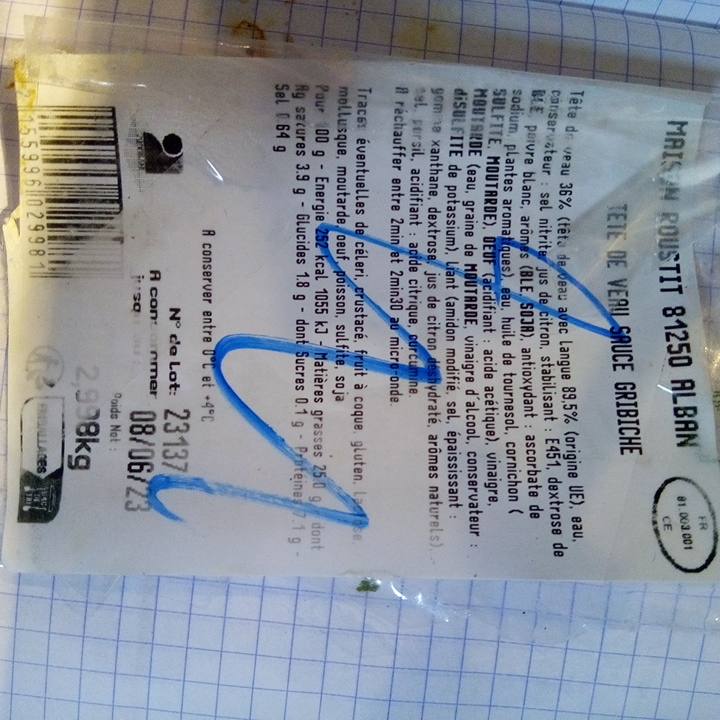 MAISON ROUSTIT 81250 ALBAN
FR
81.003.001
CE
TETE DE VEAU SAUCE GRIBICHE
Tête de veau 36% (Tête de veau avec langue 89,5% (origine UE), eau,
conservateur : sel nitrité, jus de citron, stabilisant : E451, dextrose de
BLE, poivre blanc, arômes (BLE, SOJA), antioxydant : ascorbate de
sodium, plantes aromatiques), eau, huile de tournesol, cornichon (
SULFITE, MOUTARDE), OEUF (acidifiant : acide acétique), vinaigre,
MOUTARDE (eau, graine de MOUTARDE, vinaigre d'alcool, conservateur :
diSULFITE de potassium), liant (amidon modifié, sel, épaississant :
gomme xanthane, dextrose, jus de citron deshydraté, arômes naturels),
sel, persil, acidifiant : acide citrique, curcumine.
A rachauffer entre 2min et 2min30 au micro-onde.
Traces éventuelles de céleri, crustacé, fruit à coque, gluten, Lactose,
mollusque, moutarde, oeuf, poisson, sulfite, soja
Pour 100 g - Energie 252 kcal 1055 kJ - Matières grasses 25.0 g dont
Ag saturés 3.9 g - Glucides 1.8 g - dont Sucres 0.1 g - Protéines 7.1 g -
Sel 0.64 g
A conserver entre 0°C et +4°C
N° de Lot: 23137
A consommer
jusqu'au : 08/06/23
Poids Net :
2,998kg